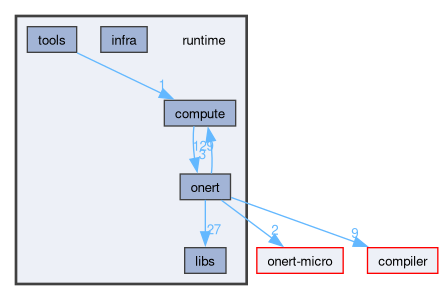 tools
infra
runtime
1
compute
129
3
onert
27
2
9
libs
onert-micro
compiler